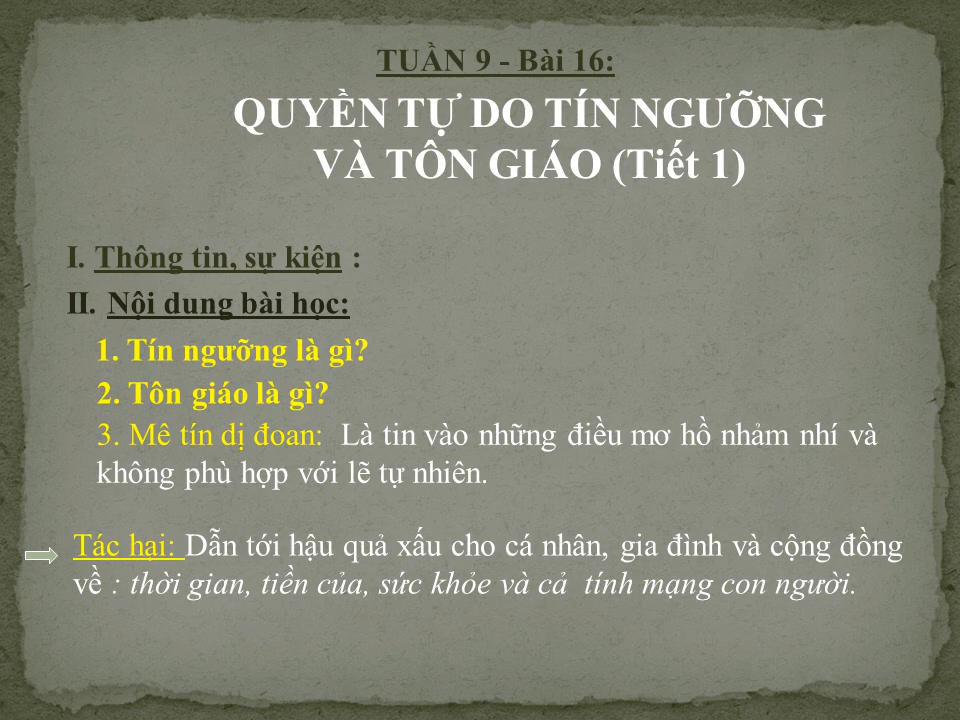 TUẦN 9 - Bài 16:
QUYỀN TỰ DO TÍN NGƯỠNG
VÀ TÔN GIÁO (Tiết 1)
I. Thông tin, sự kiện :
II. Nội dung bài học:
1. Tín ngưỡng là gì?
2. Tôn giáo là gì?
3. Mê tín dị đoan: Là tin vào những điều mơ hồ nhảm nhí và
không phù hợp với lẽ tự nhiên.
Tác hại: Dẫn tới hậu quả xấu cho cá nhân, gia đình và cộng đồng
về : thời gian, tiền của, sức khỏe và cả tính mạng con người.